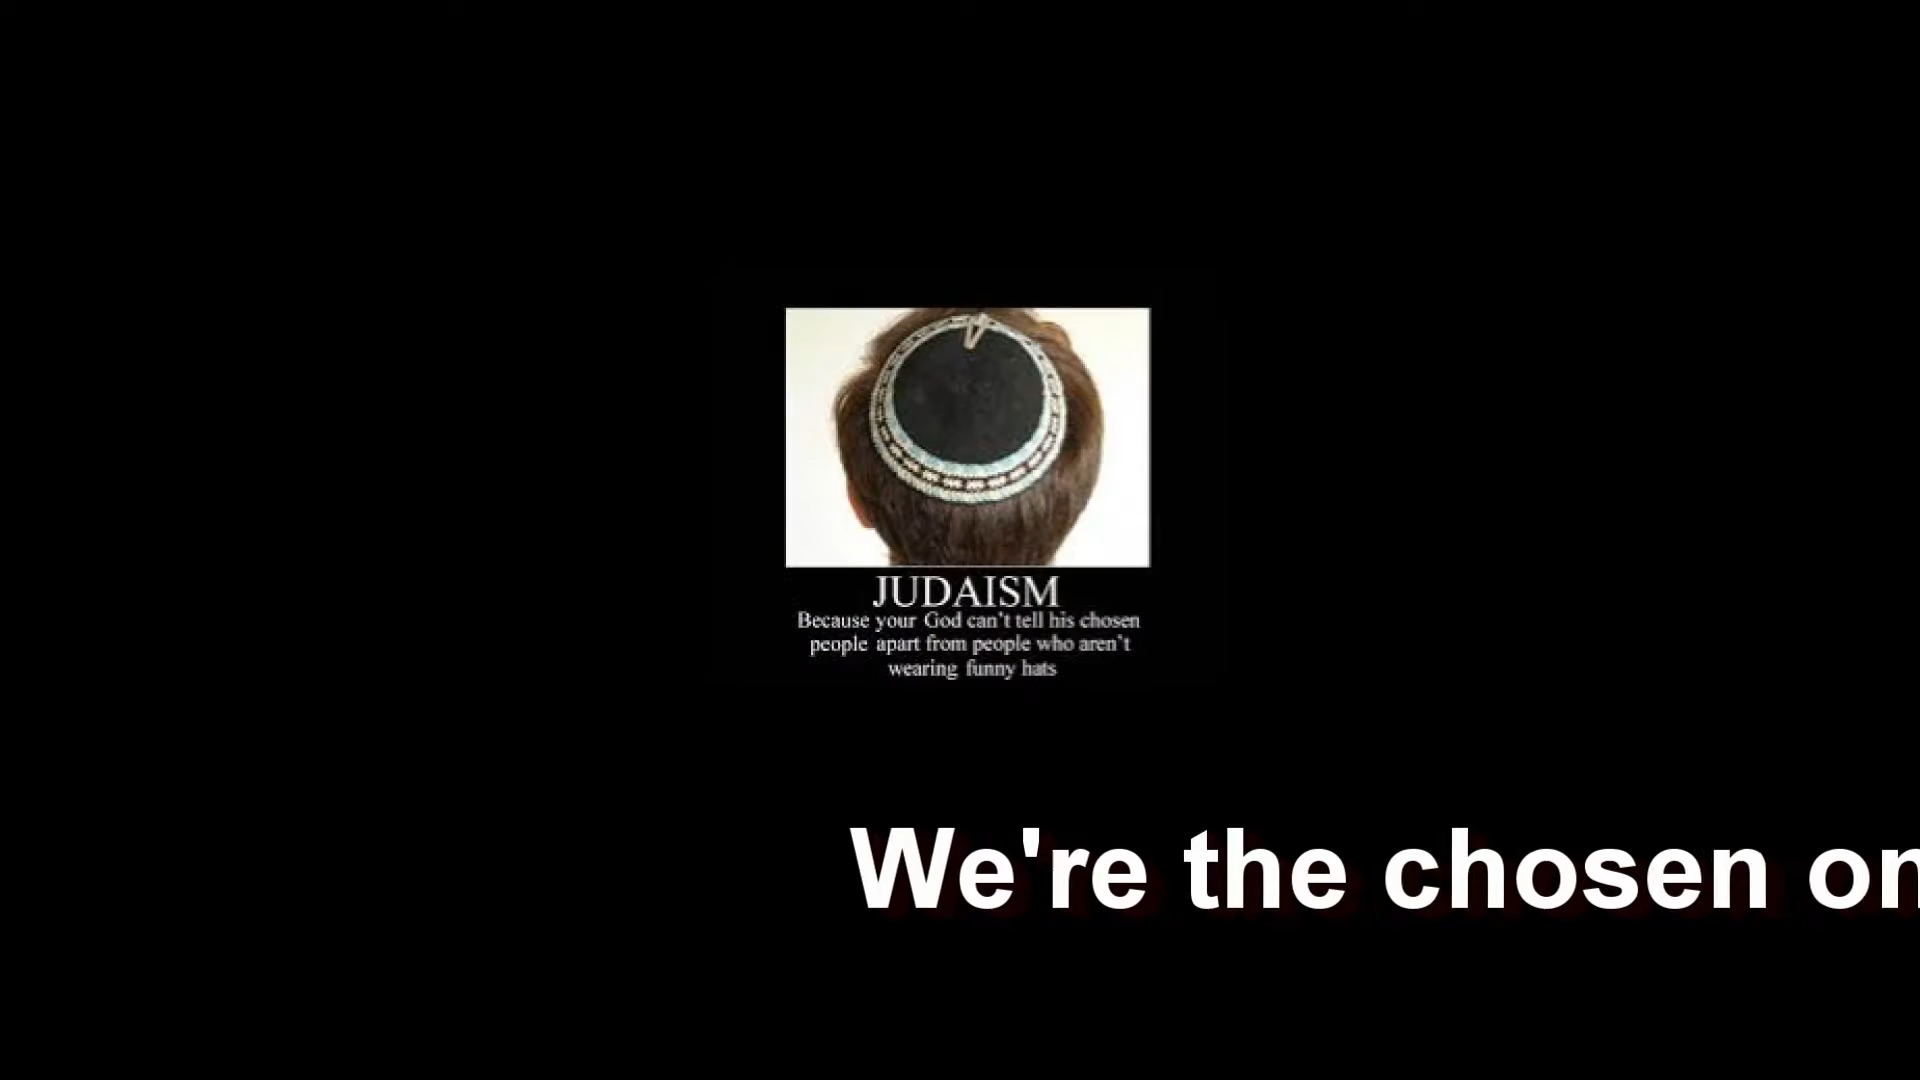 JUDAISM
Because your God can't tell his chosen
people apart from people who aren't
wearing funny hats
We're the chosen on